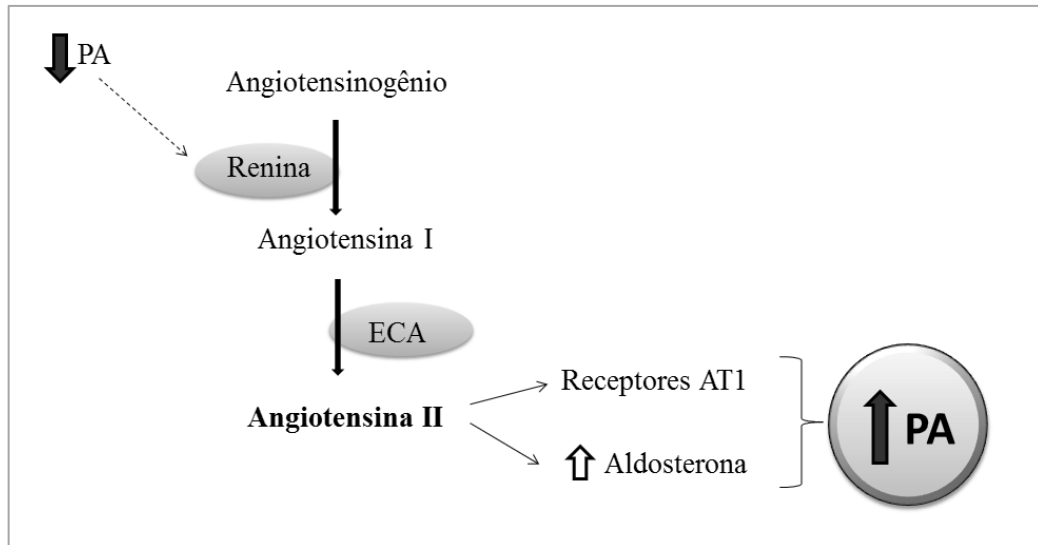 PA
Angiotensinogênio
Renina
Angiotensina I
ECA
Angiotensina II
Receptores AT1
Aldosterona
PA